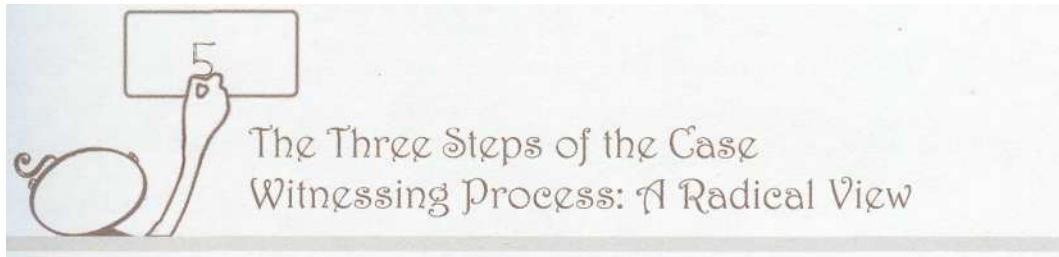 5
The Three Steps of the Case
Witnessing Process: A Radical View